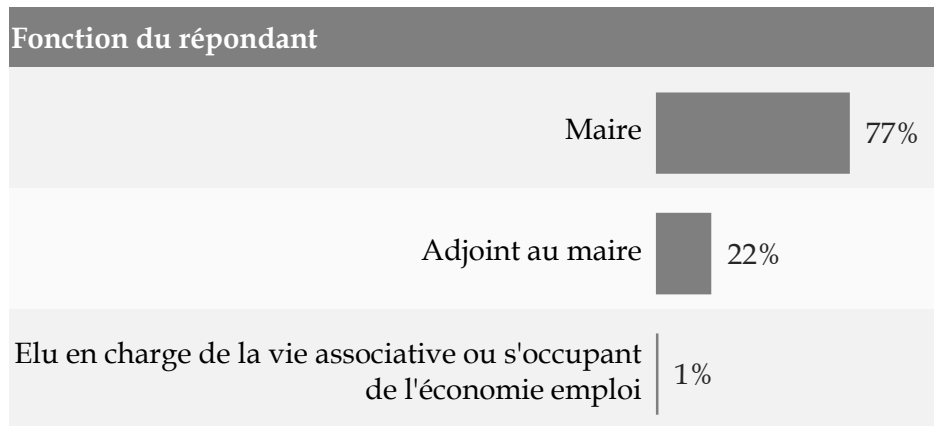 Fonction du répondant
Maire 77%
Adjoint au maire 22%
Elu en charge de la vie associative ou s'occupant
de l'économie emploi 1%